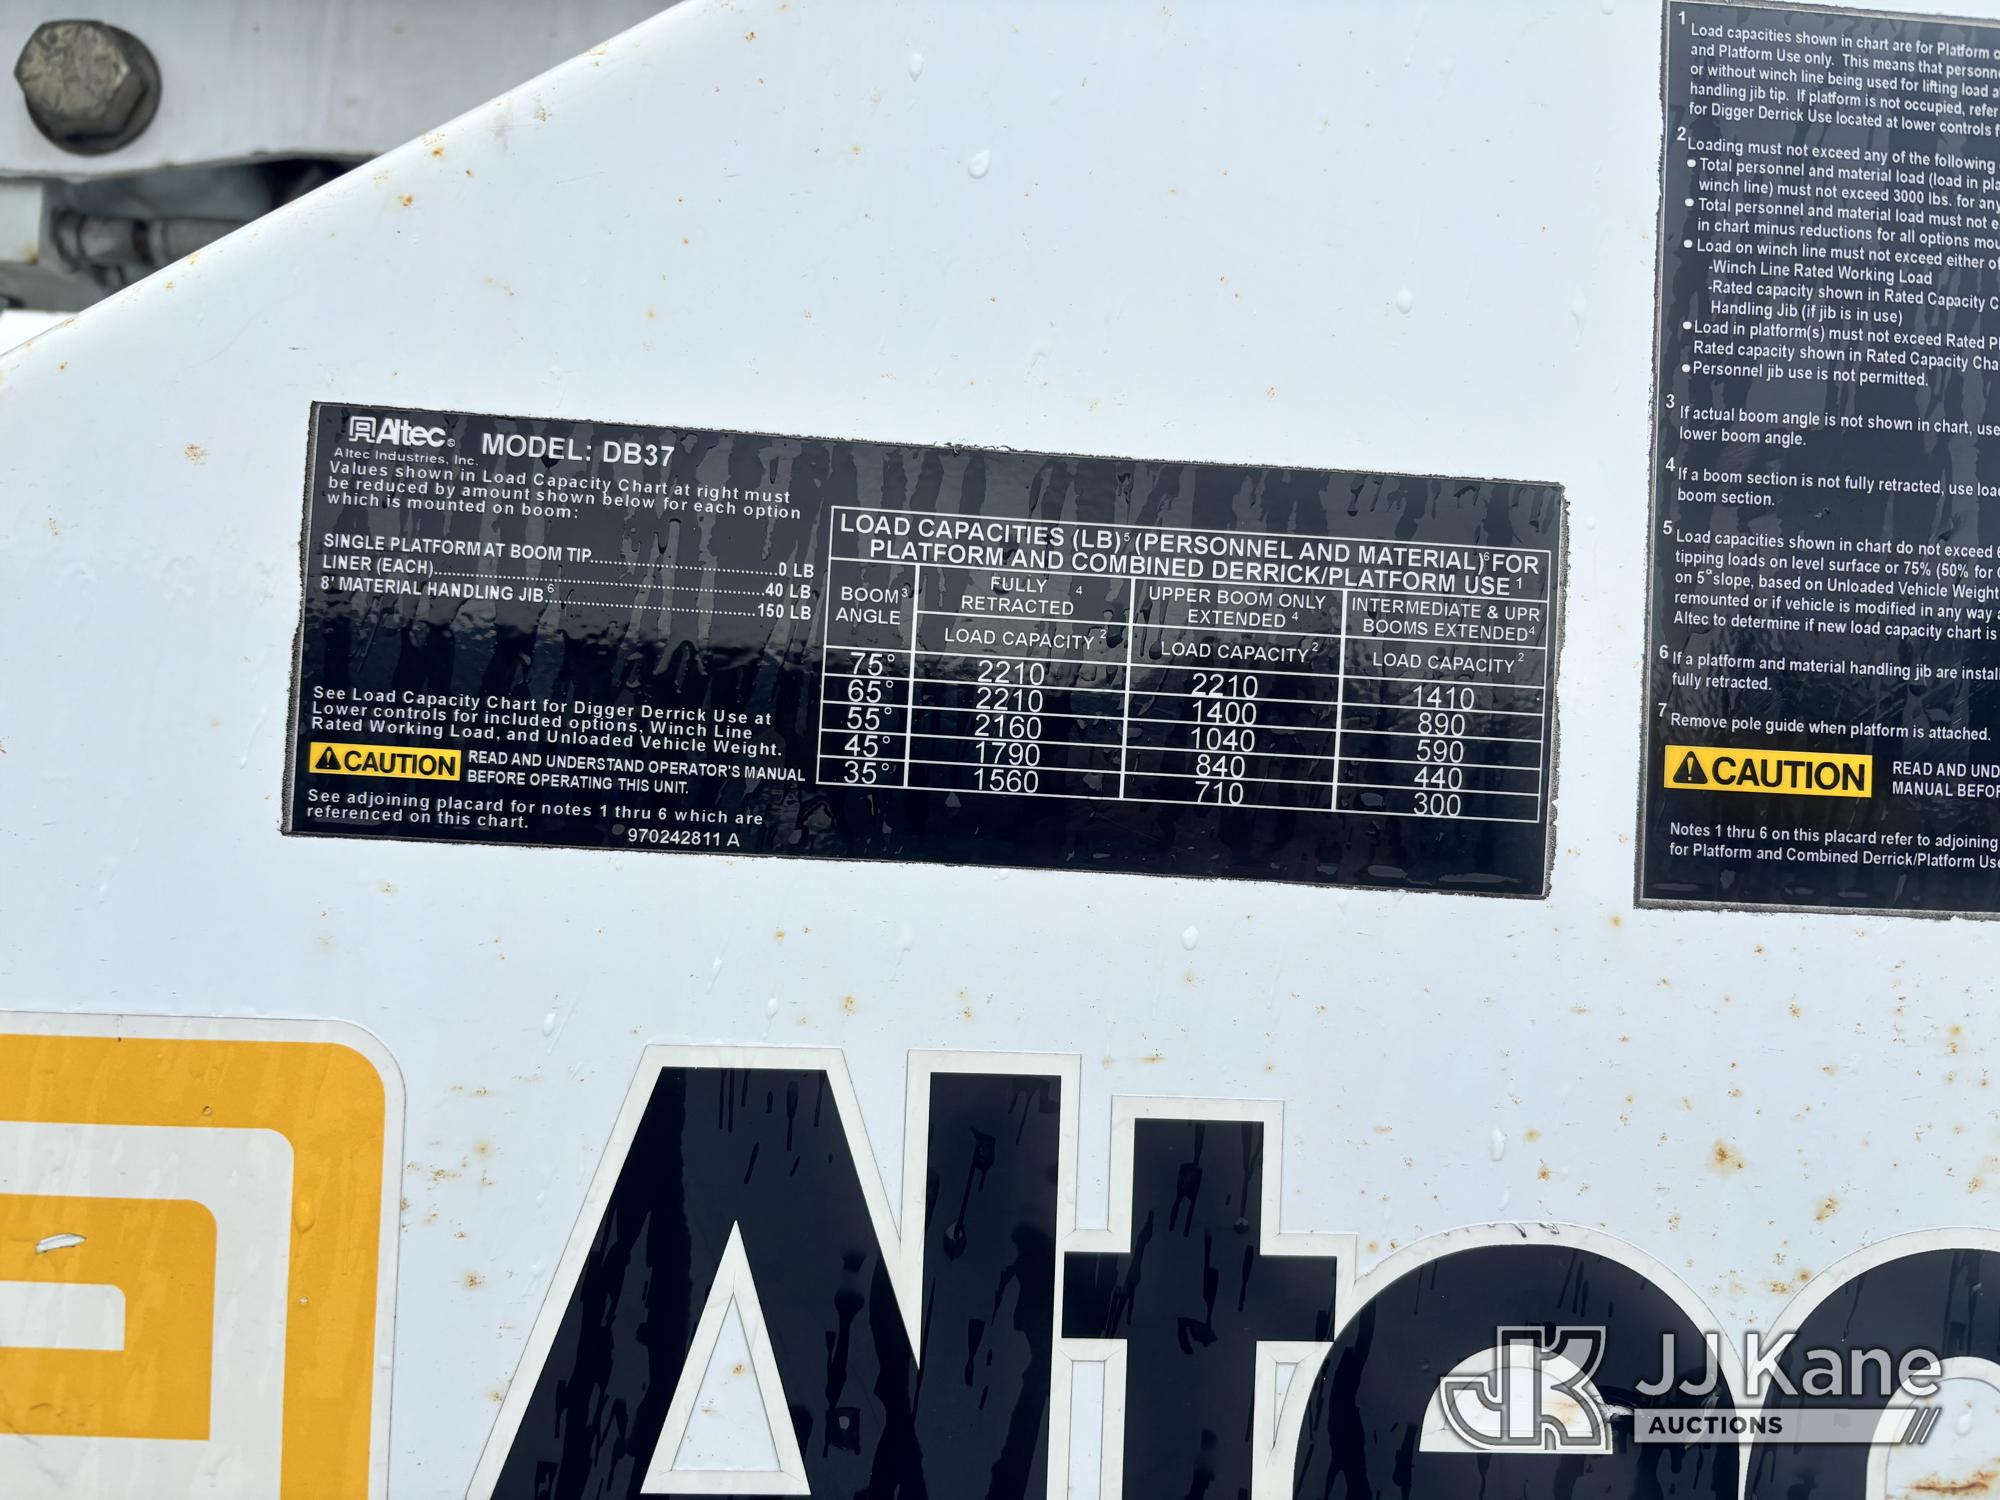 Altec®
MODEL: DB37
Altec Industries, Inc.
Values shown in Load Capacity Chart at right must
be reduced by amount shown below for each option
which is mounted on boom:
SINGLE PLATFORM AT BOOM TIP..........0 LB
LINER (EACH)..........40 LB
8' MATERIAL HANDLING JIB6..........150 LB
See Load Capacity Chart for Digger Derrick Use at
Lower controls for included options, Winch Line
Rated Working Load, and Unloaded Vehicle Weight.
CAUTION
READ AND UNDERSTAND OPERATOR'S MANUAL
BEFORE OPERATING THIS UNIT.
See adjoining placard for notes 1 thru 6 which are
referenced on this chart.
970242811 A
LOAD CAPACITIES (LB)5 (PERSONNEL AND MATERIAL)6 FOR
PLATFORM AND COMBINED DERRICK/PLATFORM USE1
BOOM3 ANGLE
FULLY RETRACTED 4
UPPER BOOM ONLY EXTENDED 4
INTERMEDIATE & UPR BOOMS EXTENDED4
LOAD CAPACITY2 LOAD CAPACITY2 LOAD CAPACITY2
75° 2210 2210 1410
65° 2210 1400 890
55° 2160 1040 590
45° 1790 840 440
35° 1560 710 300
1 Load capacities shown in chart are for Platform
and Platform Use only. This means that
or without winch line being used for lifting load
handling jib tip. If platform is not occupied, refer
for Digger Derrick Use located at lower controls
2 Loading must not exceed any of the following
• Total personnel and material load (load in
winch line) must not exceed 3000 lbs. for any
• Total personnel and material load must not
in chart minus reductions for all options
• Load on winch line must not exceed either
-Winch Line Rated Working Load
-Rated capacity shown in Rated Capacity
Handling Jib (if jib is in use)
• Load in platform(s) must not exceed Rated
Rated capacity shown in Rated Capacity
• Personnel jib use is not permitted.
3 If actual boom angle is not shown in chart, use
lower boom angle.
4 If a boom section is not fully retracted, use
boom section.
5 Load capacities shown in chart do not exceed
tipping loads on level surface or 75% (50% for
on 5° slope, based on Unloaded Vehicle Weight
remounted or if vehicle is modified in any way
Altec to determine if new load capacity chart is
6 If a platform and material handling jib are
fully retracted.
7 Remove pole guide when platform is attached.
CAUTION
READ AND
MANUAL
Notes 1 thru 6 on this placard refer to adjoining
for Platform and Combined Derrick/Platform
Altec
JJ Kane
AUCTIONS